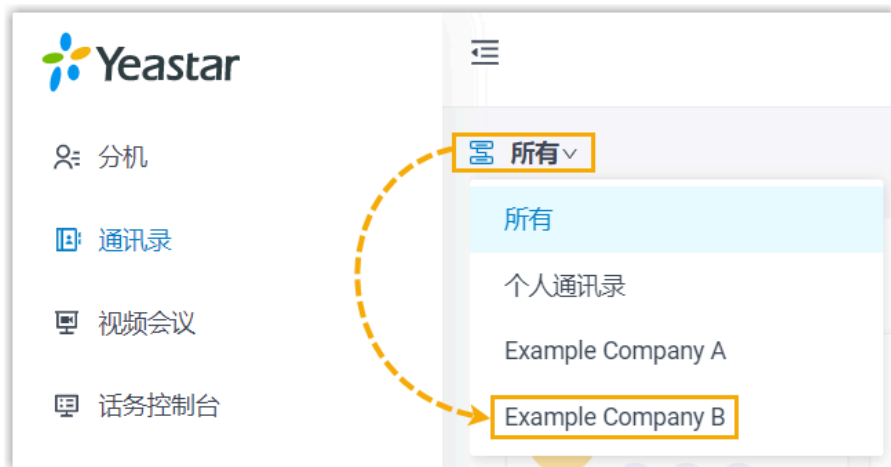 Yeastar
分机
通讯录
视频会议
话务控制台
所有
所有
个人通讯录
Example Company A
Example Company B